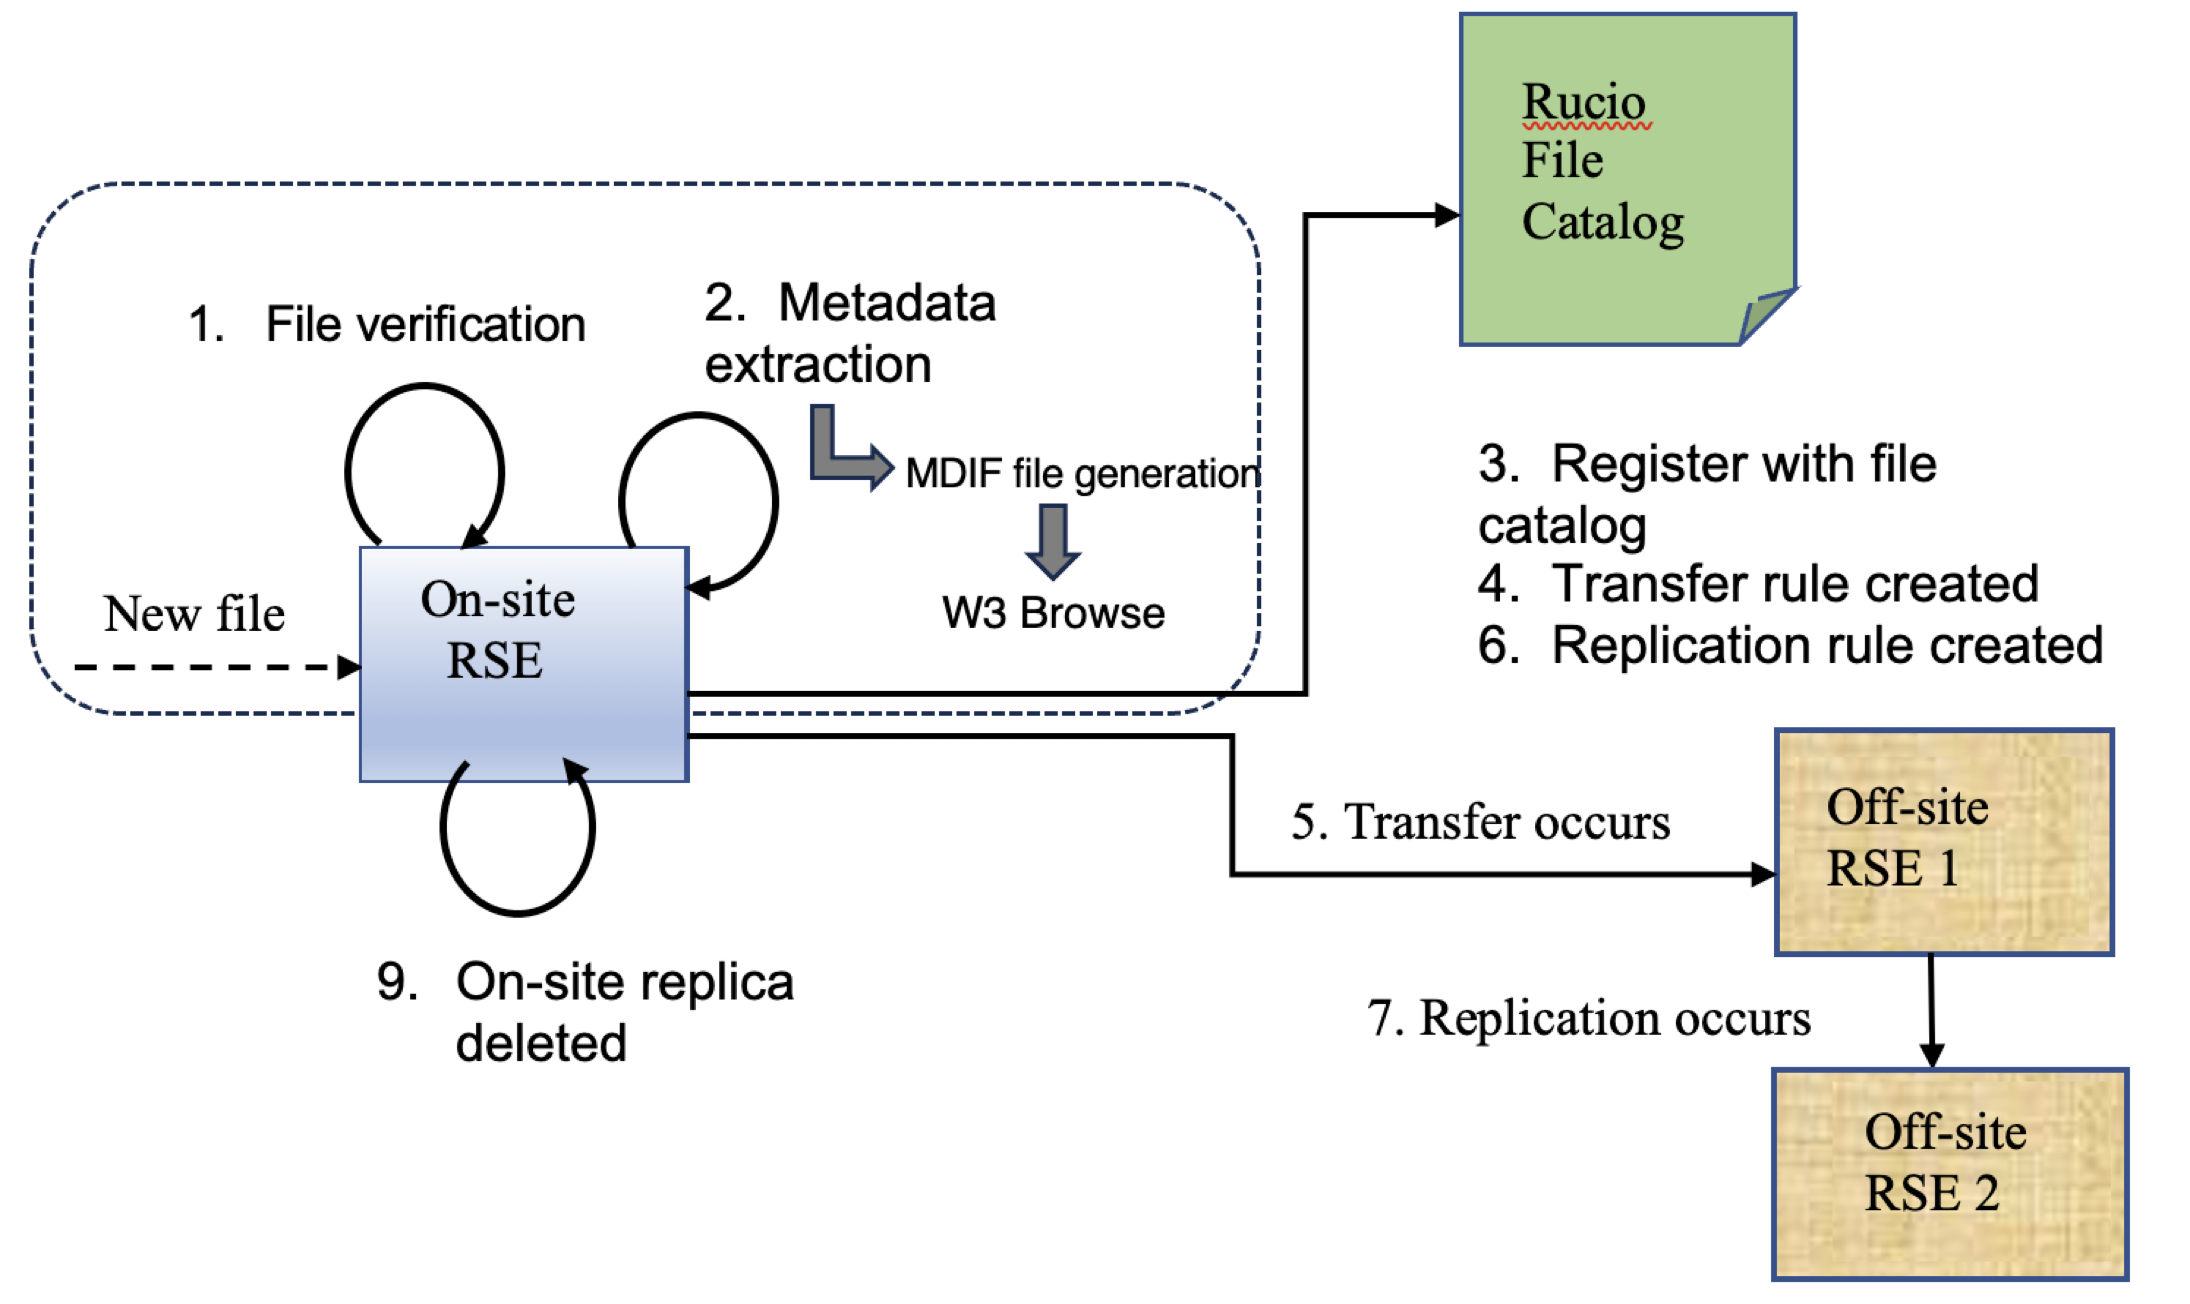 Rucio
File
Catalog
1. File verification
2. Metadata
extraction
MDIF file generation
W3 Browse
New file
On-site
RSE
3. Register with file
catalog
4. Transfer rule created
6. Replication rule created
5. Transfer occurs
Off-site
RSE 1
7. Replication occurs
Off-site
RSE 2
9. On-site replica
deleted